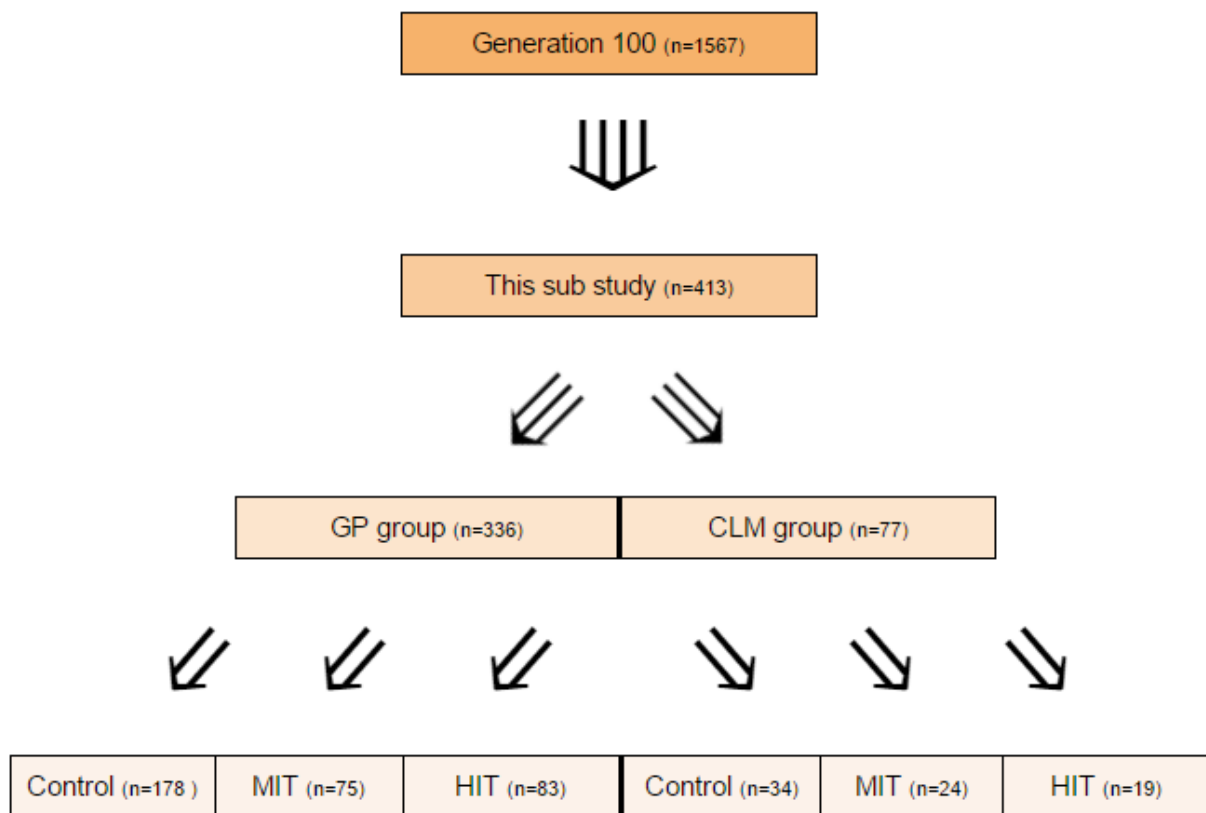 Generation 100 (n=1567)
This sub study (n=413)
GP group (n=336)
CLM group (n=77)
Control (n=178 )
MIT (n=75)
HIT (n=83)
Control (n=34)
MIT (n=24)
HIT (n=19)